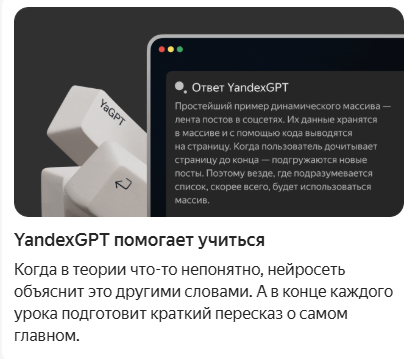 YaGPT
Ответ YandexGPT
Простейший пример динамического массива —
лента постов в соцсетях. Их данные хранятся
в массиве и с помощью кода выводятся
на страницу. Когда пользователь дочитывает
страницу до конца — подгружаются новые
посты. Поэтому везде, где подразумевается
список, скорее всего, будет использоваться
массив.
YandexGPT помогает учиться
Когда в теории что-то непонятно, нейросеть
объяснит это другими словами. А в конце каждого
урока подготовит краткий пересказ о самом
главном.